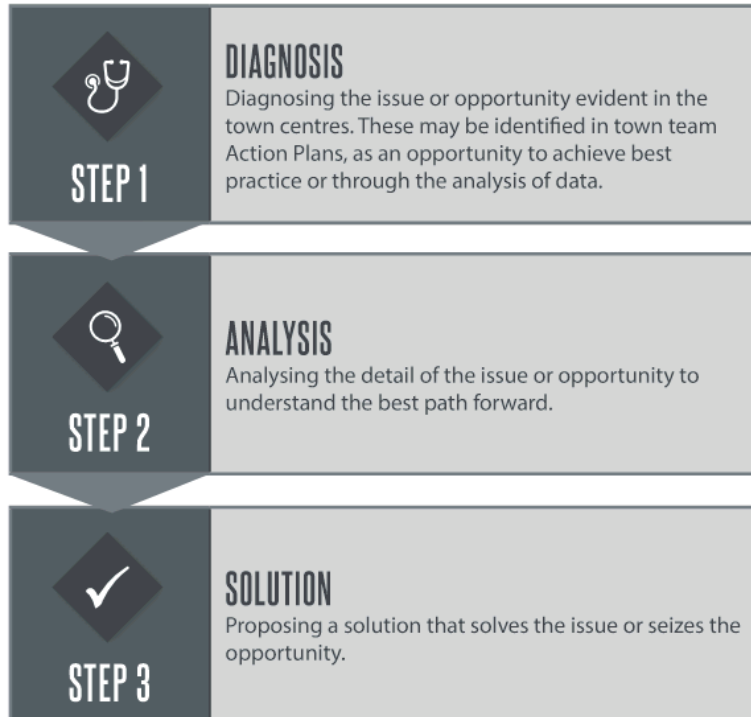 STEP 1
DIAGNOSIS
Diagnosing the issue or opportunity evident in the
town centres. These may be identified in town team
Action Plans, as an opportunity to achieve best
practice or through the analysis of data.
STEP 2
ANALYSIS
Analysing the detail of the issue or opportunity to
understand the best path forward.
STEP 3
SOLUTION
Proposing a solution that solves the issue or seizes the
opportunity.